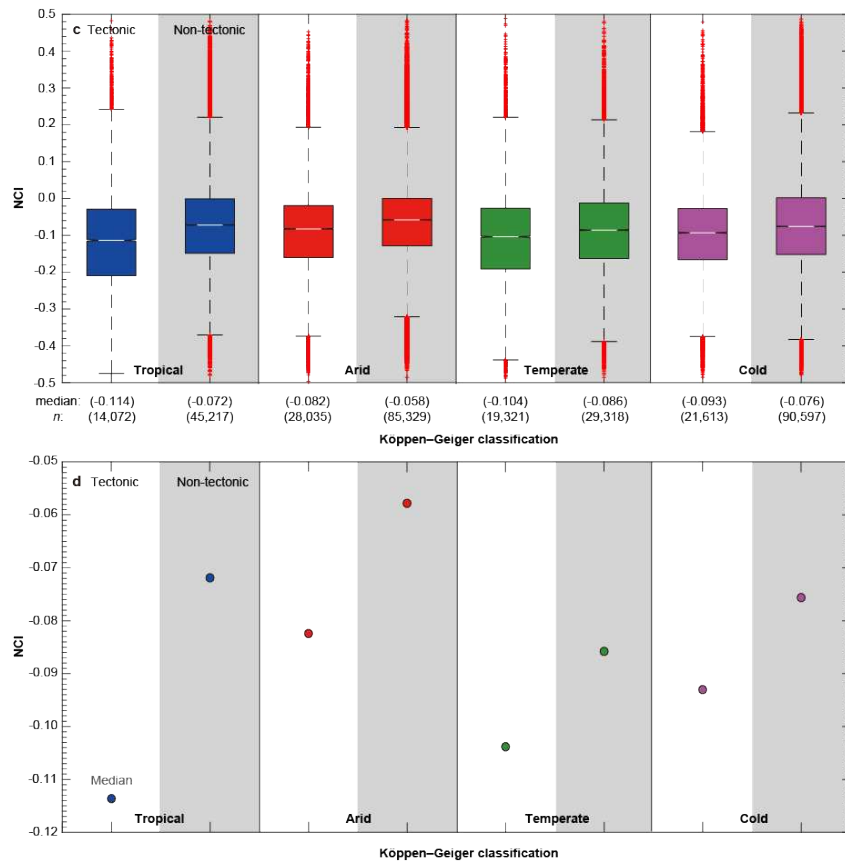 c Tectonic Non-tectonic
0.5
0.4
0.3
0.2
0.1
0.0
-0.1
-0.2
-0.3
-0.4
-0.5
NCI
Tropical Arid Temperate Cold
median: (-0.114) (-0.072) (-0.082) (-0.058) (-0.104) (-0.086) (-0.093) (-0.076)
n: (14,072) (45,217) (28,035) (85,329) (19,321) (29,318) (21,613) (90,597)
Köppen–Geiger classification
d Tectonic Non-tectonic
-0.05
-0.06
-0.07
-0.08
-0.09
-0.10
-0.11
-0.12
NCI
Median
Tropical Arid Temperate Cold
Köppen–Geiger classification